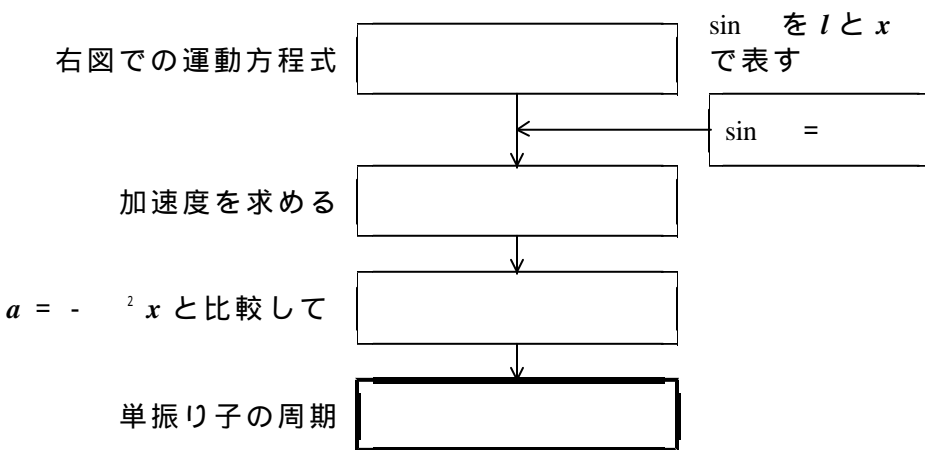 右図での運動方程式
sin を l と x
で表す
sin =
加速度を求める
a = - ² x と比較して
単振り子の周期